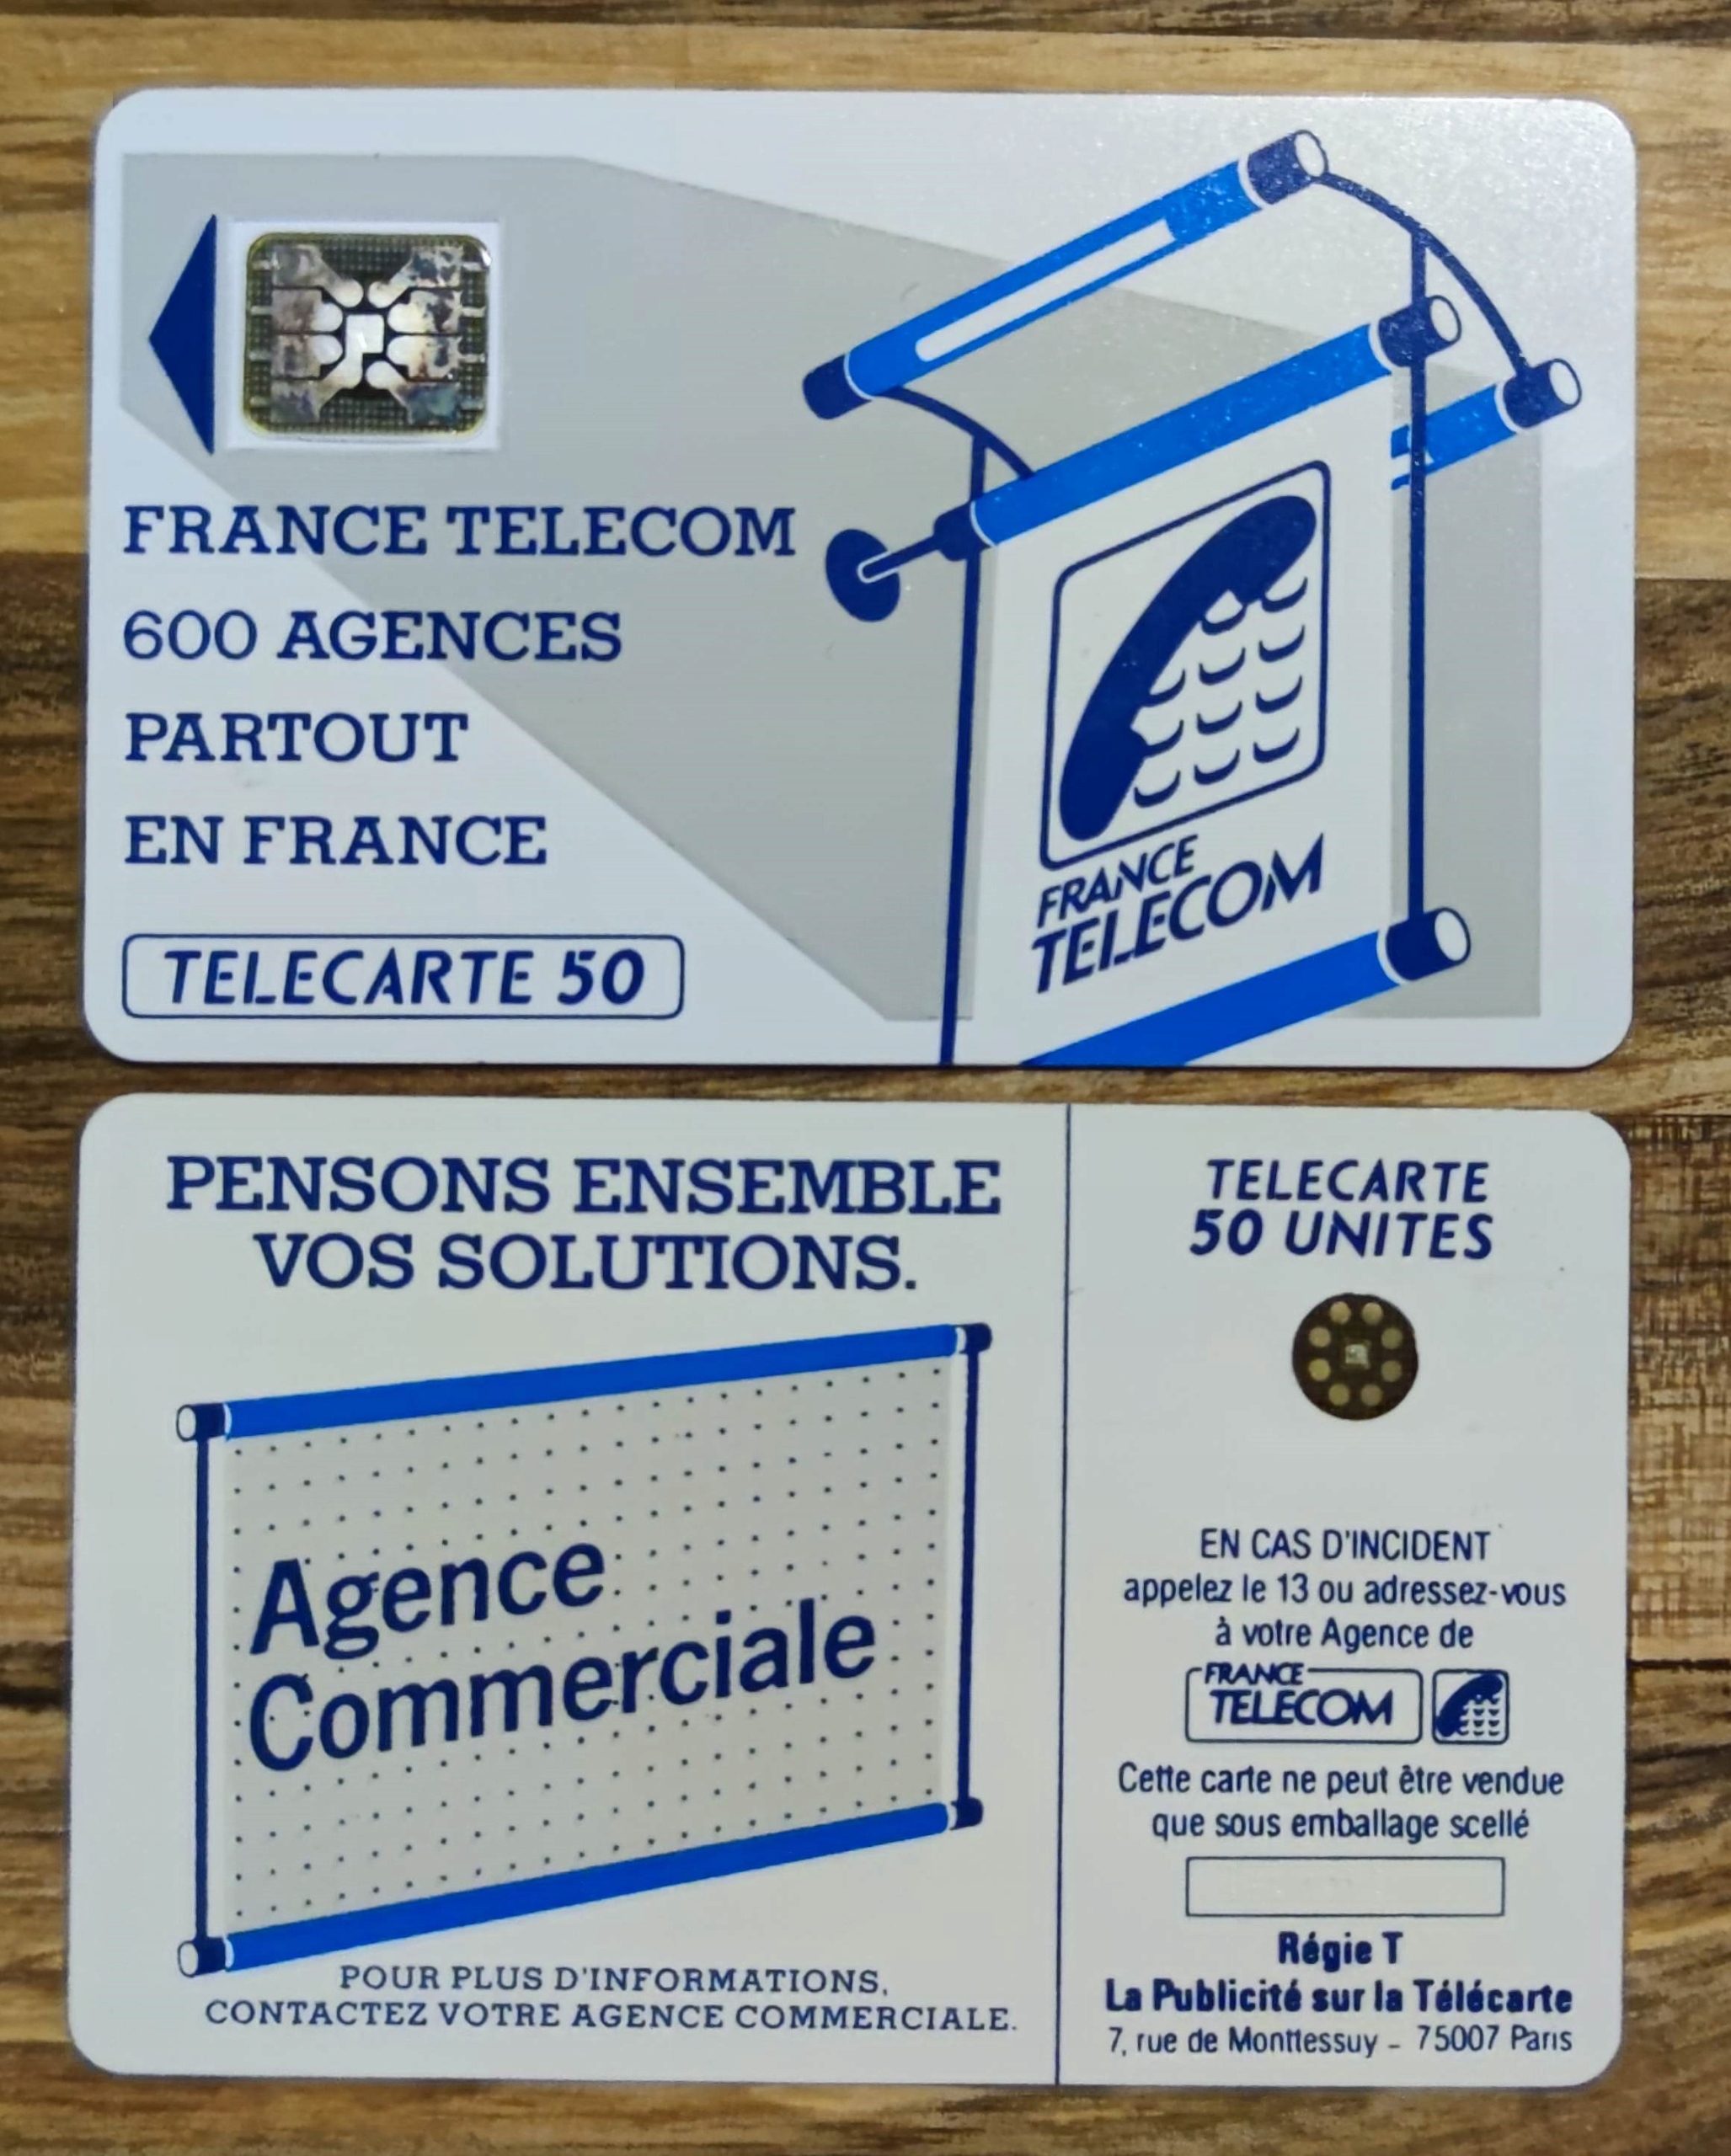 FRANCE TELECOM
600 AGENCES
PARTOUT
EN FRANCE
TELECARTE 50
FRANCE
TELECOM
PENSONS ENSEMBLE
VOS SOLUTIONS.
Agence
Commerciale
POUR PLUS D'INFORMATIONS,
CONTACTEZ VOTRE AGENCE COMMERCIALE.
TELECARTE
50 UNITES
EN CAS D'INCIDENT
appelez le 13 ou adressez-vous
à votre Agence de
FRANCE
TELECOM
Cette carte ne peut être vendue
que sous emballage scellé
Régie T
La Publicité sur la Télécarte
7, rue de Monttessuy - 75007 Paris